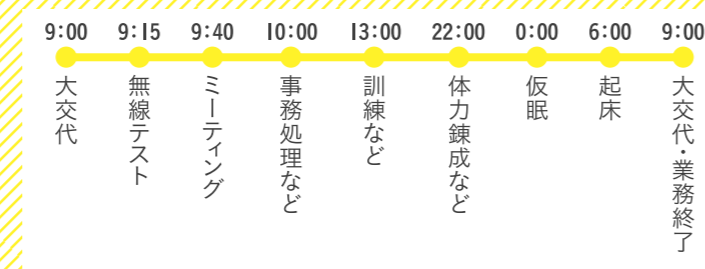 9:00 9:15 9:40 10:00 13:00 22:00 0:00 6:00 9:00
大交代
無線テスト
ミーティング
事務処理など
訓練など
体力錬成など
仮眠
起床
大交代・業務終了